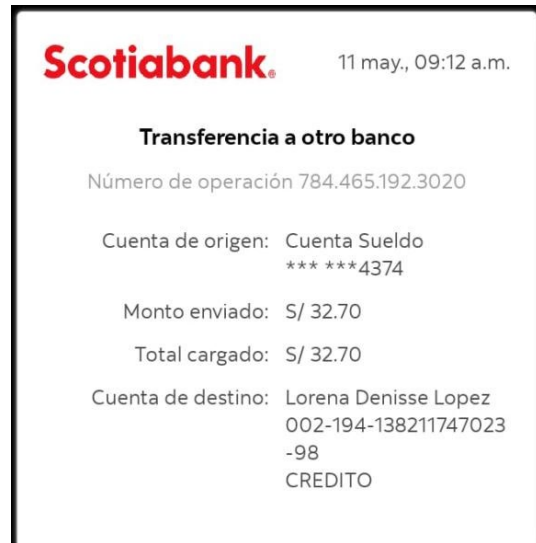 Scotiabank.
11 may., 09:12 a.m.
Transferencia a otro banco
Número de operación 784.465.192.3020
Cuenta de origen: Cuenta Sueldo
*** ***4374
Monto enviado: S/ 32.70
Total cargado: S/ 32.70
Cuenta de destino: Lorena Denisse Lopez
002-194-138211747023
-98
CREDITO